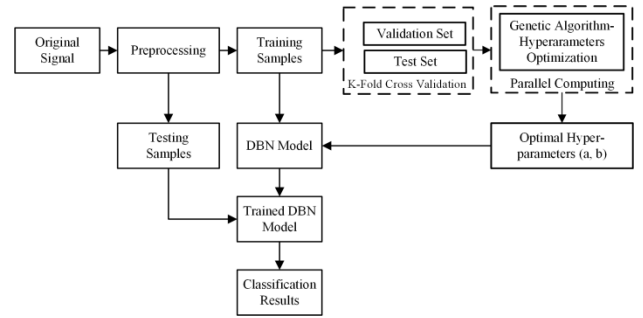 Original
Signal
Preprocessing
Training
Samples
Validation Set
Test Set
K-Fold Cross Validation
Genetic Algorithm-
Hyperarameters
Optimization
Parallel Computing
Testing
Samples
DBN Model
Optimal Hyper-
parameters (a, b)
Trained DBN
Model
Classification
Results